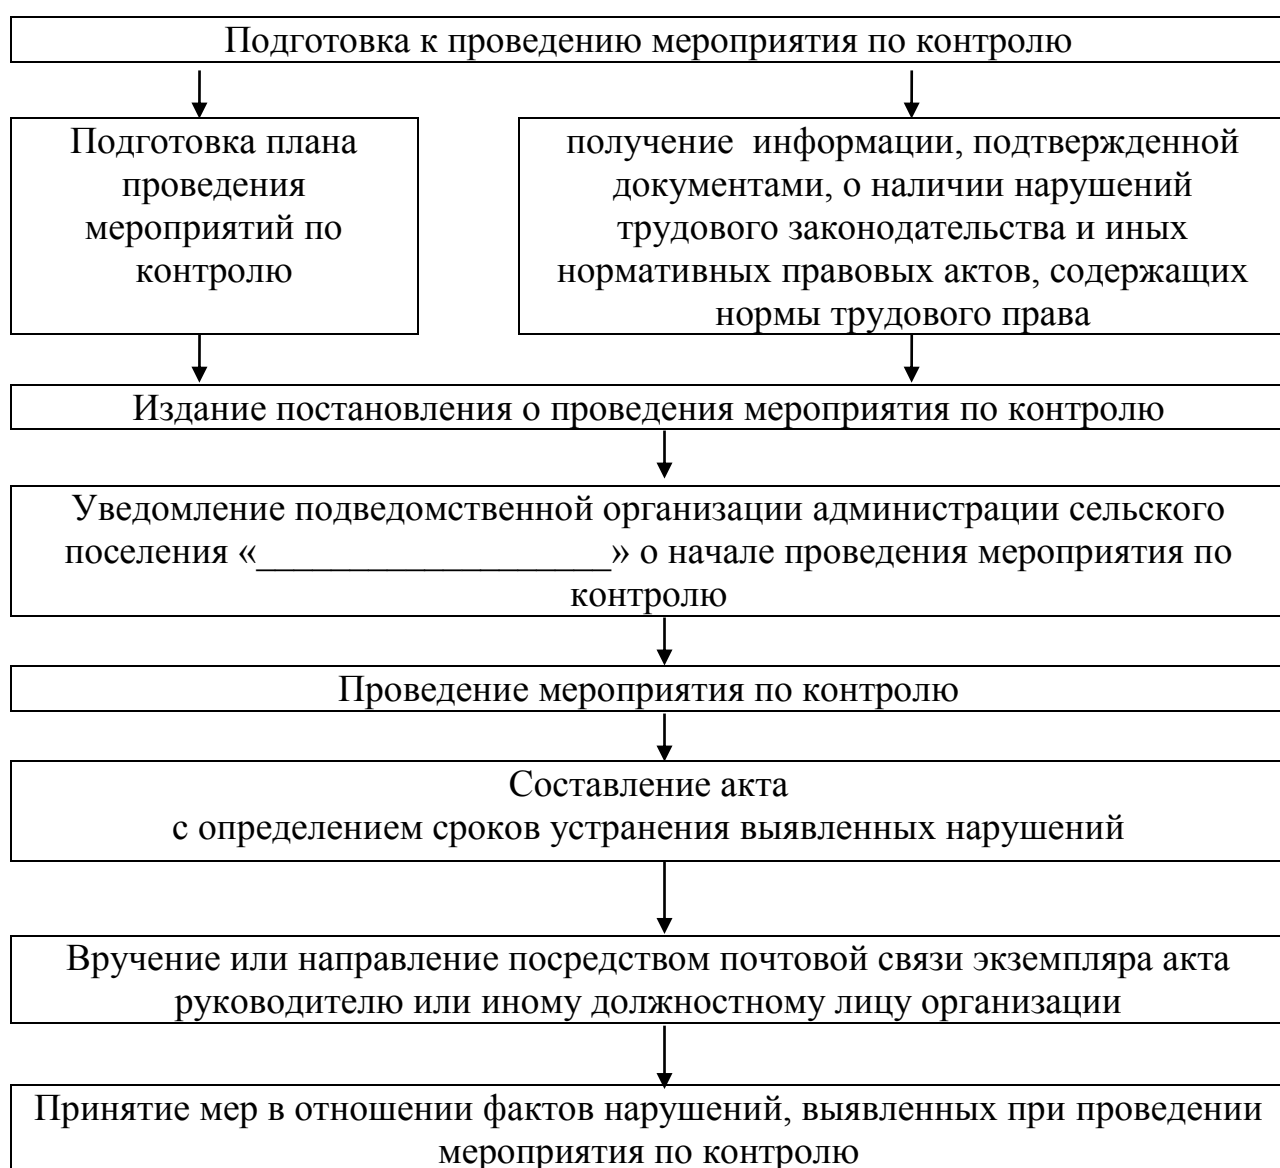 Подготовка к проведению мероприятия по контролю
Подготовка плана
проведения
мероприятий по
контролю
получение  информации, подтвержденной
документами, о наличии нарушений
трудового законодательства и иных
нормативных правовых актов, содержащих
нормы трудового права
Издание постановления о проведения мероприятия по контролю
Уведомление подведомственной организации администрации сельского
поселения «___________________» о начале проведения мероприятия по
контролю
Проведение мероприятия по контролю
Составление акта
с определением сроков устранения выявленных нарушений
Вручение или направление посредством почтовой связи экземпляра акта
руководителю или иному должностному лицу организации
Принятие мер в отношении фактов нарушений, выявленных при проведении
мероприятия по контролю